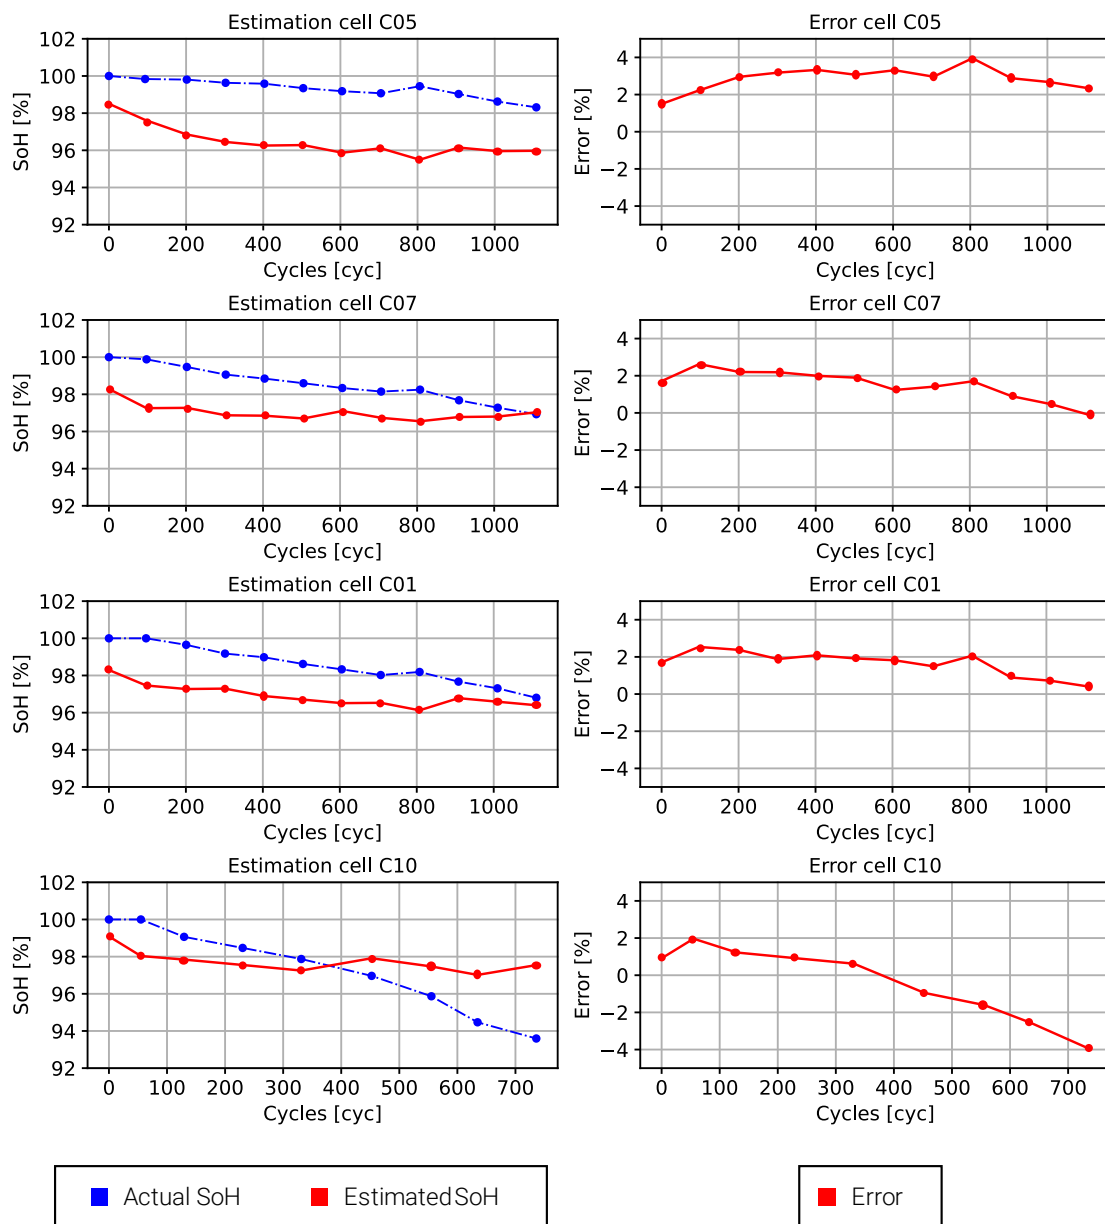 Estimation cell C05
Error cell C05
102
100
98
96
94
92
SoH [%]
0 200 400 600 800 1000
Cycles [cyc]
4
2
0
−2
−4
Error [%]
0 200 400 600 800 1000
Cycles [cyc]
Estimation cell C07
Error cell C07
102
100
98
96
94
92
SoH [%]
0 200 400 600 800 1000
Cycles [cyc]
4
2
0
−2
−4
Error [%]
0 200 400 600 800 1000
Cycles [cyc]
Estimation cell C01
Error cell C01
102
100
98
96
94
92
SoH [%]
0 200 400 600 800 1000
Cycles [cyc]
4
2
0
−2
−4
Error [%]
0 200 400 600 800 1000
Cycles [cyc]
Estimation cell C10
Error cell C10
102
100
98
96
94
92
SoH [%]
0 100 200 300 400 500 600 700
Cycles [cyc]
4
2
0
−2
−4
Error [%]
0 100 200 300 400 500 600 700
Cycles [cyc]
Actual SoH Estimated SoH
Error